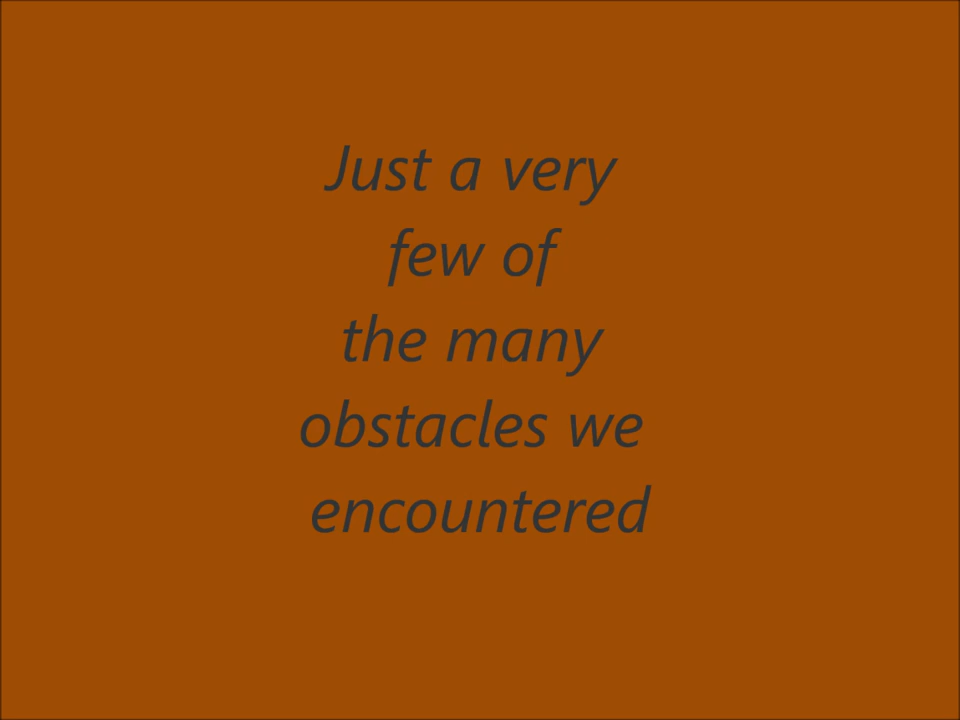 Just a very
few of
the many
obstacles we
encountered